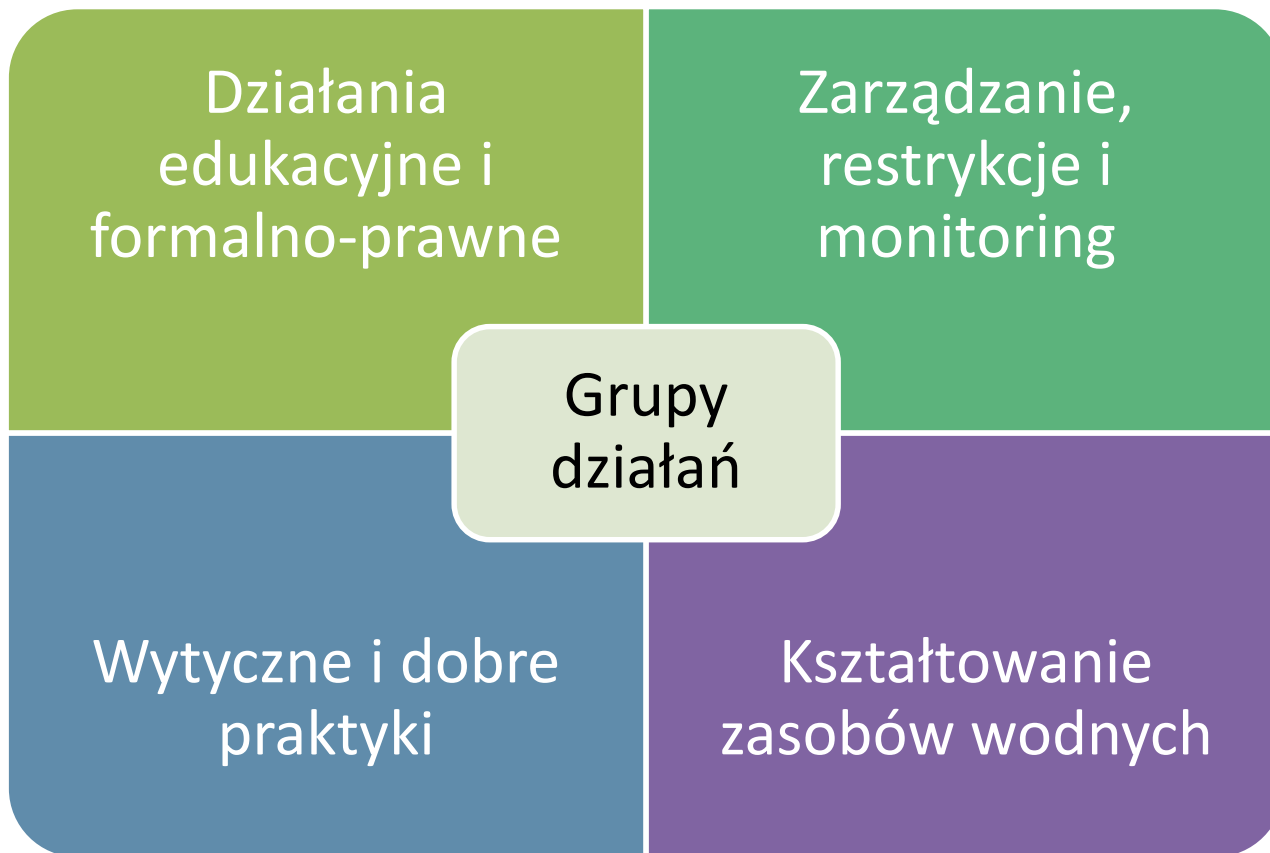 Działania
edukacyjne i
formalno-prawne
Zarządzanie,
restrykcje i
monitoring
Grupy
działań
Wytyczne i dobre
praktyki
Kształtowanie
zasobów wodnych